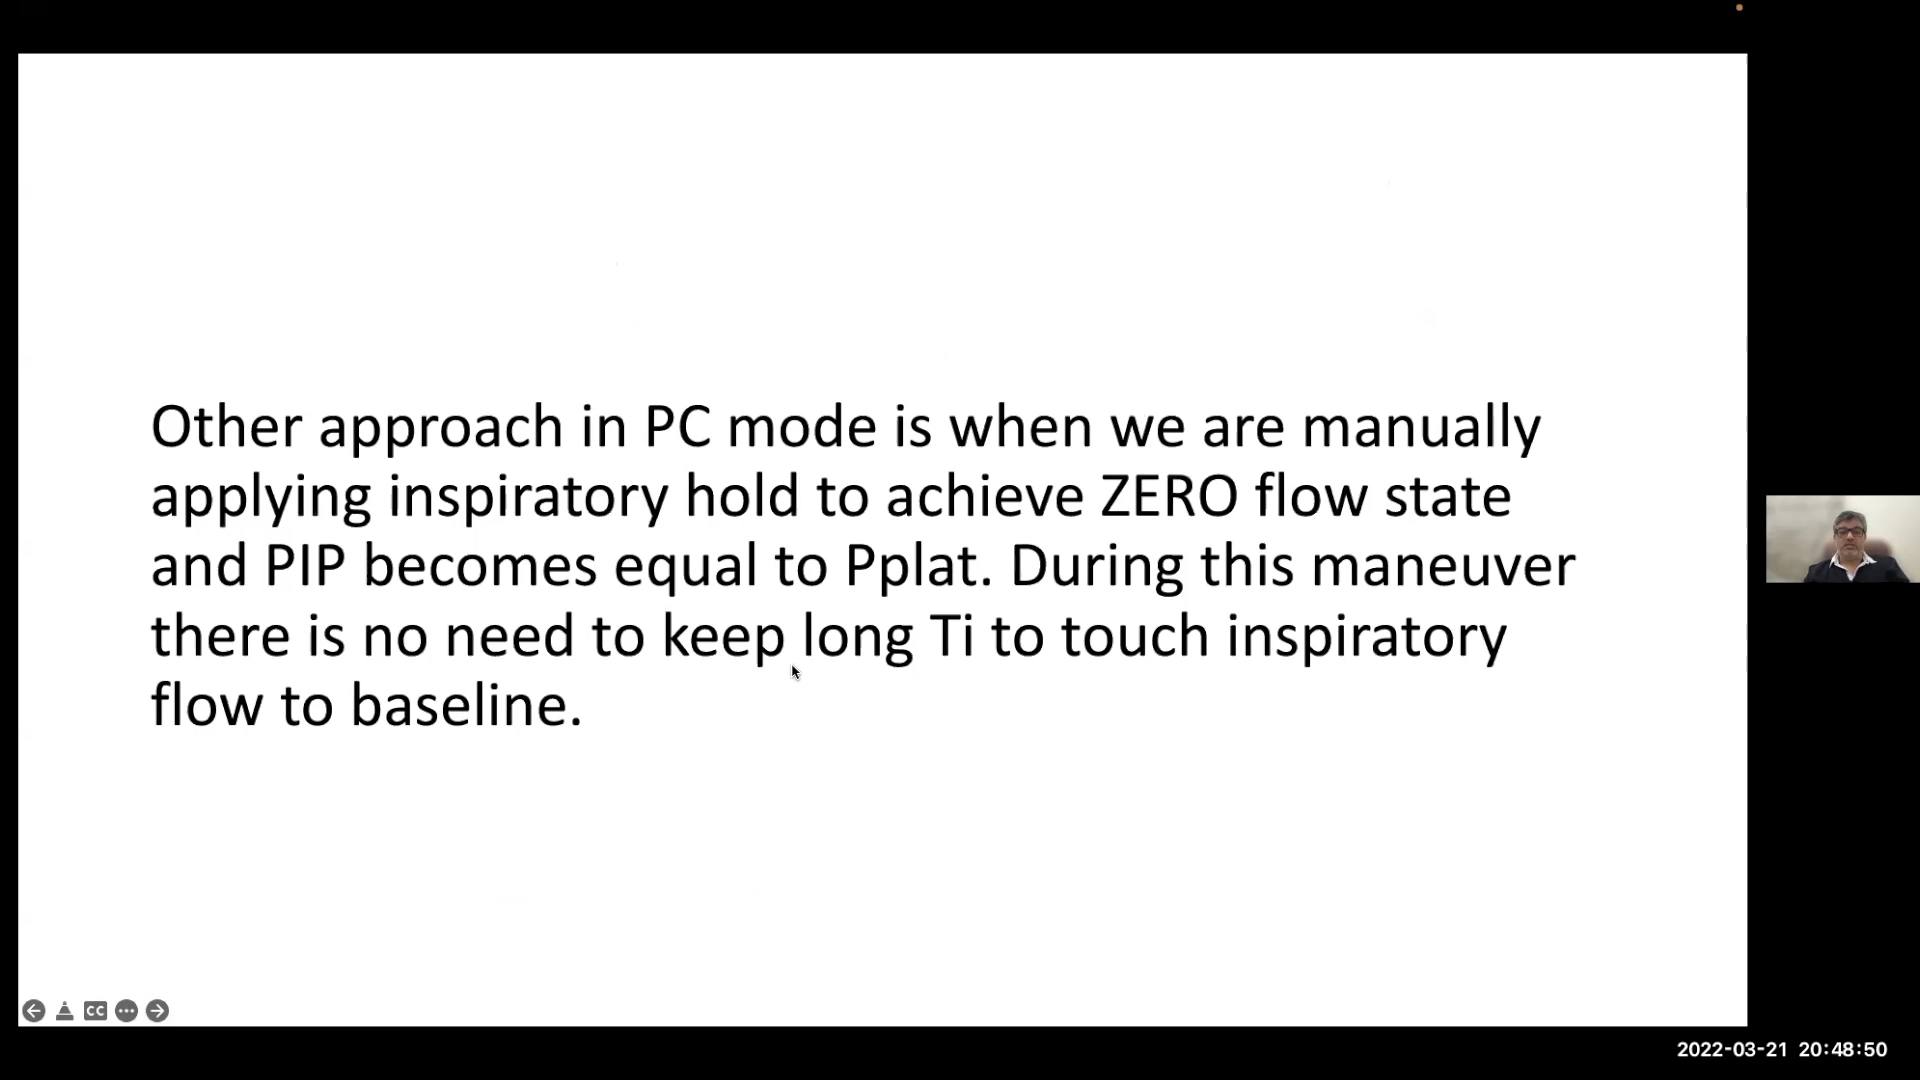 Other approach in PC mode is when we are manually
applying inspiratory hold to achieve ZERO flow state
and PIP becomes equal to Pplat. During this maneuver
there is no need to keep long Ti to touch inspiratory
flow to baseline.
CC
2022-03-21 20:48:50